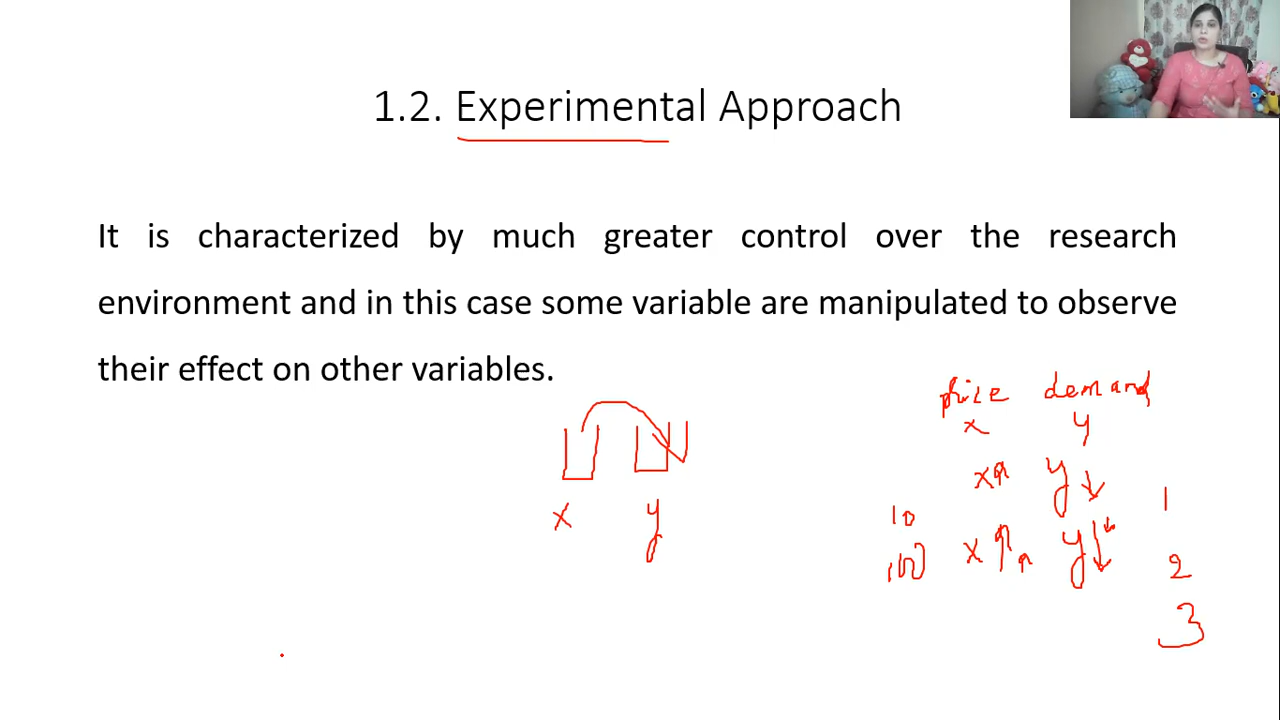 1.2. Experimental Approach
It is characterized by much greater control over the research
environment and in this case some variable are manipulated to observe
their effect on other variables.
price demand
x y
x↑ y↓ 1
x y
10
100 x↑↑ y↓↓ 2
3